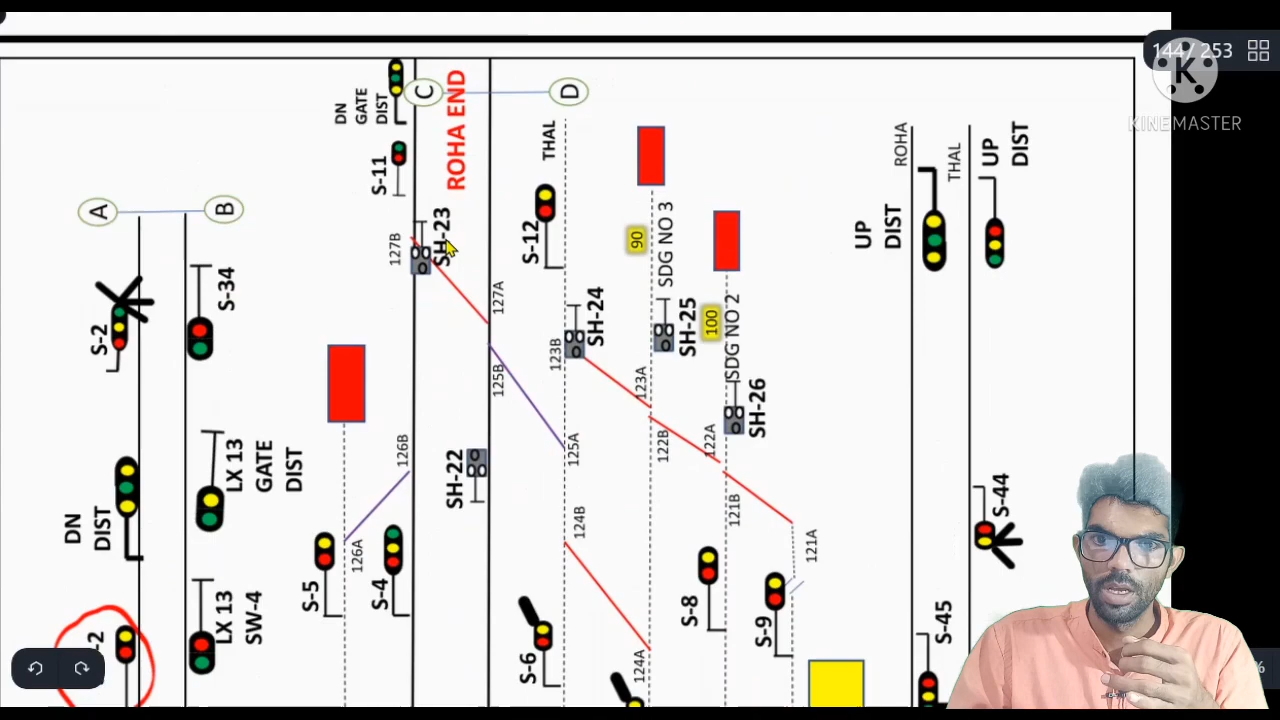 144/ 253
KINEMASTER
K
DN
GATE
DIST
C
ROHA END
D
THAL
ROHA
THAL
UP
DIST
UP
DIST
S-11
A
B
127B
SH-23
S-12
90
SDG NO 3
S-2
S-34
127A
SH-24
SH-25
100
SDG NO 2
123B
125B
123A
SH-26
126B
125A
122B
122A
DN
DIST
LX 13
GATE
DIST
SH-22
124B
121B
121A
S-44
126A
S-5
S-4
LX 13
SW-4
S-8
S-9
S-45
-2
S-6
124A
%